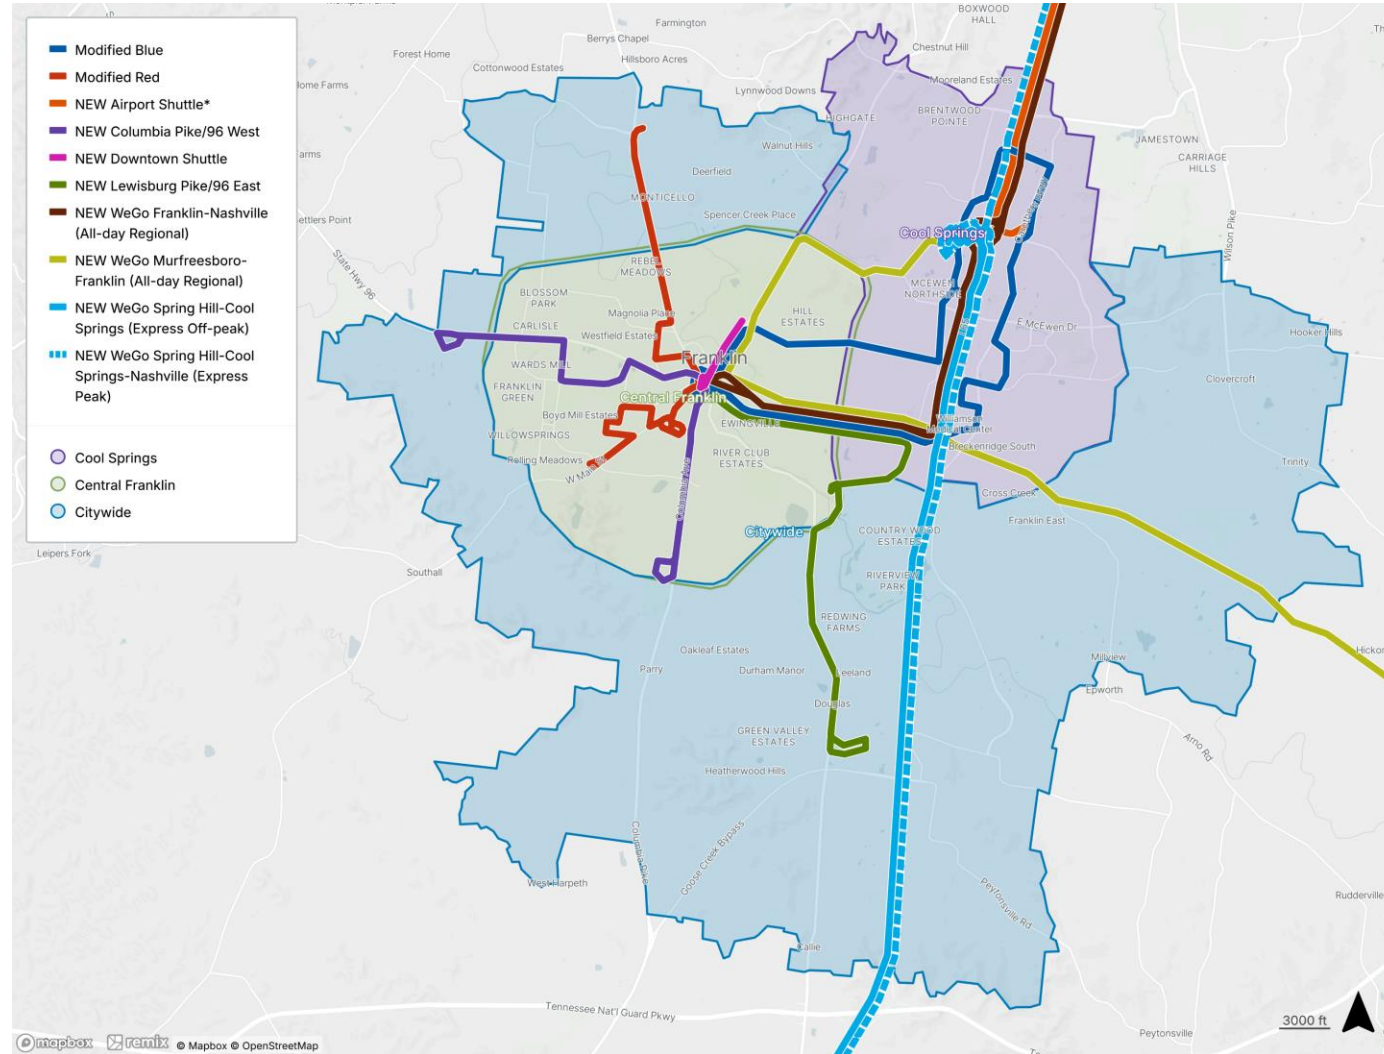 Modified Blue
Modified Red
NEW Airport Shuttle*
NEW Columbia Pike/96 West
NEW Downtown Shuttle
NEW Lewisburg Pike/96 East
NEW WeGo Franklin-Nashville
(All-day Regional)
NEW WeGo Murfreesboro-
Franklin (All-day Regional)
NEW WeGo Spring Hill-Cool
Springs (Express Off-peak)
NEW WeGo Spring Hill-Cool
Springs-Nashville (Express
Peak)
Cool Springs
Central Franklin
Citywide
BOXWOOD
HALL
Farmington
Berrys Chapel
Forest Home
Hillsboro Acres
Chestnut Hill
Cottonwood Estates
Mooreland Estates
Lynnwood Downs
HIGHGATE
BRENTWOOD
POINTE
JAMESTOWN
CARRIAGE
HILLS
Walnut Hills
Deerfield
MONTICELLO
Spencer Creek Place
Wilson Pike
Cool Springs
State Hwy 96
REBEL
MEADOWS
BLOSSOM
PARK
MCEWEN
NORTHSIDE
Magnolia Place
HILL
ESTATES
CARLISLE
Westfield Estates
E McEwen Dr
Hooker Hills
Franklin
WARDS MILL
Clovercroft
FRANKLIN
GREEN
Central Franklin
Boyd Mill Estates
EWINGVILLE
Williamson
Medical Center
WILLOWSPRINGS
Breckenridge South
RIVER CLUB
ESTATES
Rolling Meadows
W Main St
Trinity
Columbia Ave
Cross Creek
Franklin East
Citywide
COUNTRY WOOD
ESTATES
Leipers Fork
Southall
RIVERVIEW
PARK
REDWING
FARMS
Oakleaf Estates
Parry
Durham Manor
Leeland
Millview
Epworth
Douglas
GREEN VALLEY
ESTATES
Arno Rd
Heatherwood Hills
Columbia Pike
Goose Creek Bypass
West Harpeth
Peytonsville Rd
Rudderville
Callie
Tennessee Nat'l Guard Pkwy
3000 ft
Peytonsville
mapbox
remix
© Mapbox © OpenStreetMap